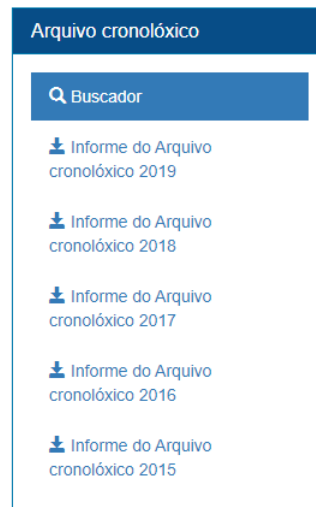 Arquivo cronolóxico
Buscador
Informe do Arquivo
cronolóxico 2019
Informe do Arquivo
cronolóxico 2018
Informe do Arquivo
cronolóxico 2017
Informe do Arquivo
cronolóxico 2016
Informe do Arquivo
cronolóxico 2015